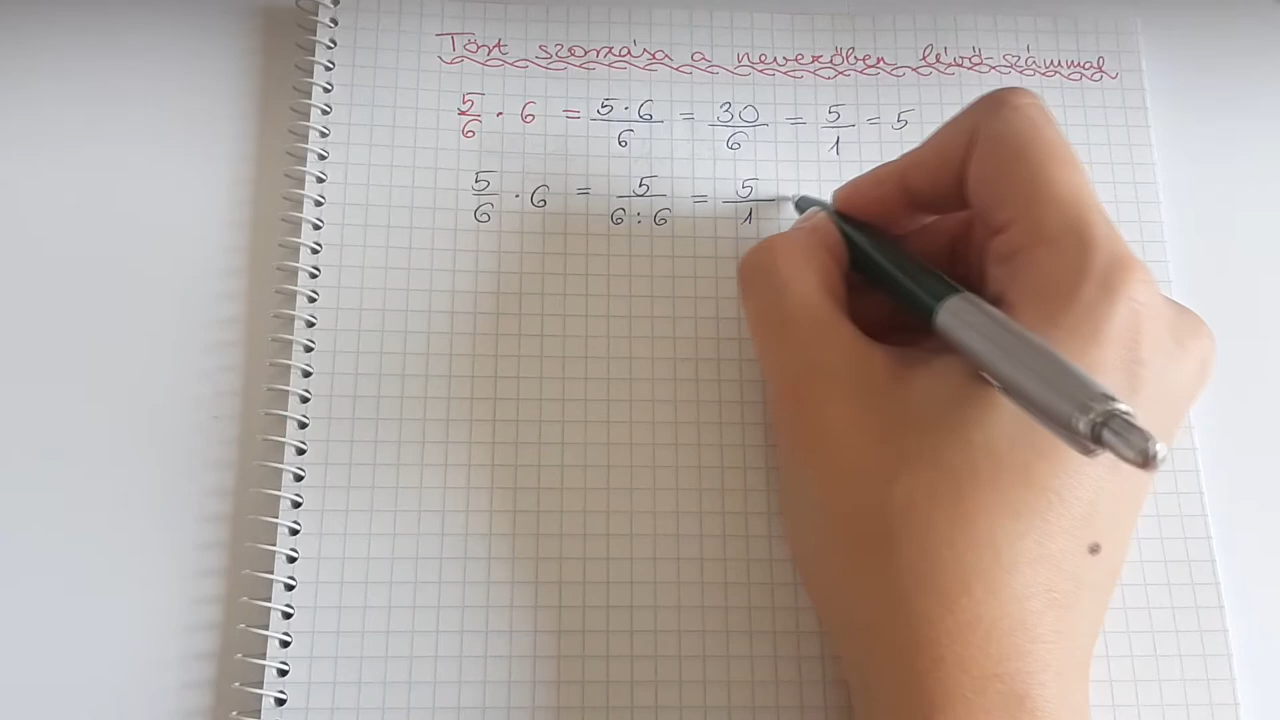 Tört szorzása a nevezőben lévő számmal
5/6 · 6 = 5·6/6 = 30/6 = 5/1 = 5
5/6 · 6 = 5/6:6 = 5/1